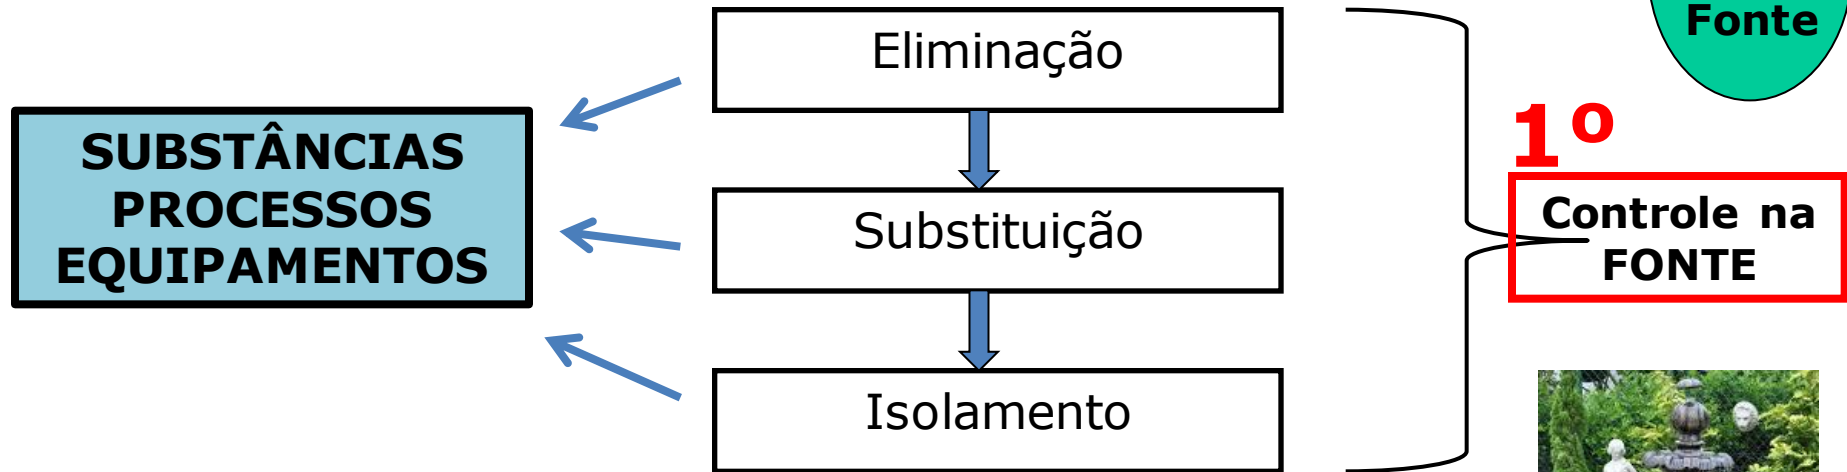 Fonte
Eliminação
1º
SUBSTÂNCIAS
PROCESSOS
EQUIPAMENTOS
Substituição
Controle na
FONTE
Isolamento